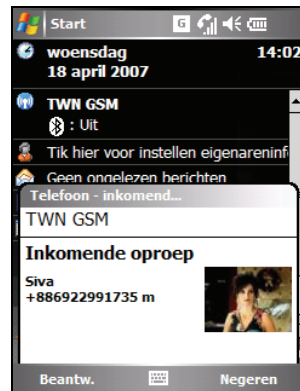 Start G
woensdag 14:02
18 april 2007
TWN GSM
: Uit
Tik hier voor instellen eigenareninf
Geen ongelezen berichten
Telefoon - inkomend...
TWN GSM
Inkomende oproep
Siva
+886922991735 m
Beantw. Negeren